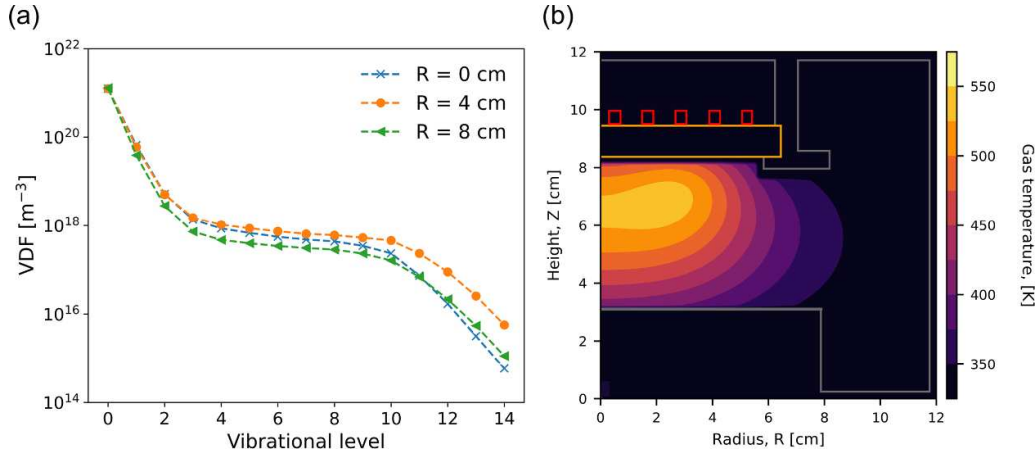 (a)
10^22
10^20
10^18
10^16
10^14
VDF [m^−3]
0 2 4 6 8 10 12 14
Vibrational level
R = 0 cm
R = 4 cm
R = 8 cm
(b)
12
10
8
6
4
2
0
Height, Z [cm]
0 2 4 6 8 10 12
Radius, R [cm]
550
500
450
400
350
Gas temperature, [K]